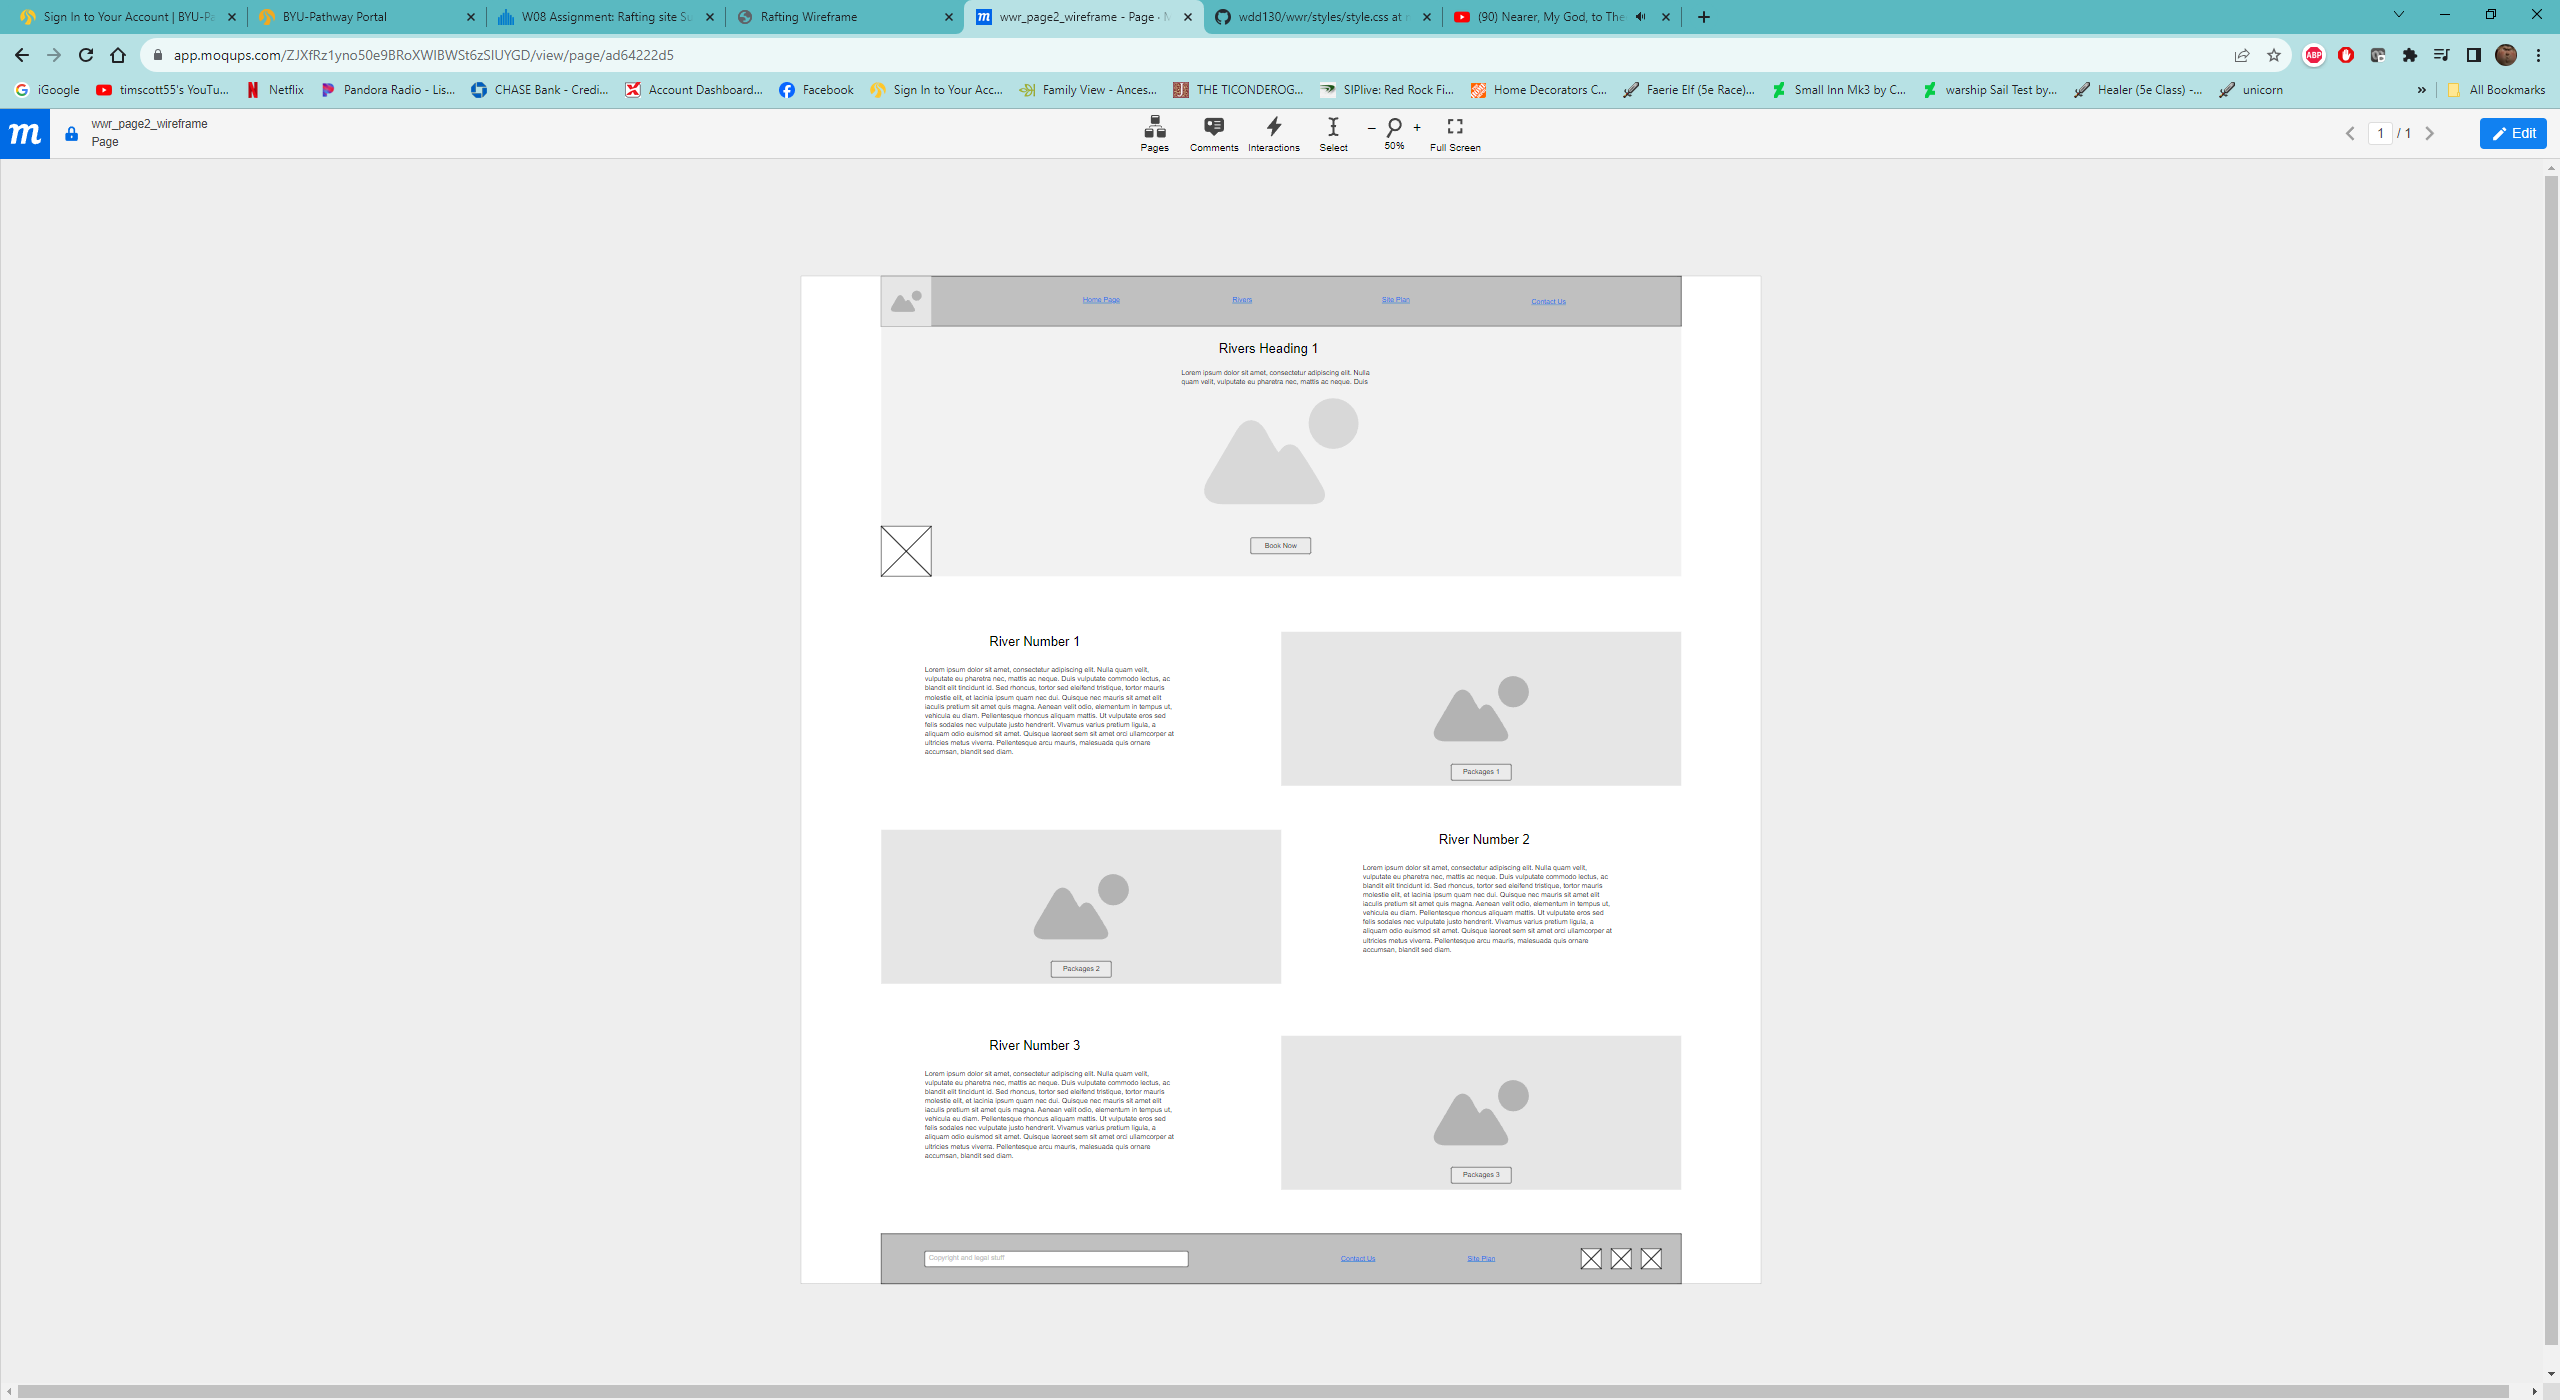 Sign In to Your Account | BYU-Pa
BYU-Pathway Portal
W08 Assignment: Rafting site Su
Rafting Wireframe
wwr_page2_wireframe - Page · M
wdd130/wwr/styles/style.css at m
(90) Nearer, My God, to Thee
app.moqups.com/ZJXfRz1yno50e9BRoXWIBWSt6zSIUYGD/view/page/ad64222d5
iGoogle
timscott55's YouTu...
Netflix
Pandora Radio - Lis...
CHASE Bank - Credi...
Account Dashboard...
Facebook
Sign In to Your Acc...
Family View - Ances...
THE TICONDEROG...
SIPlive: Red Rock Fi...
Home Decorators C...
Faerie Elf (5e Race)...
Small Inn Mk3 by C...
warship Sail Test by...
Healer (5e Class) -...
unicorn
»
All Bookmarks
m
wwr_page2_wireframe
Page
Pages
Comments
Interactions
Select
– +
50%
Full Screen
1 / 1
Edit
Home Page
Rivers
Site Plan
Contact Us
Rivers Heading 1
Lorem ipsum dolor sit amet, consectetur adipiscing elit. Nulla
quam velit, vulputate eu pharetra nec, mattis ac neque. Duis
Book Now
River Number 1
Lorem ipsum dolor sit amet, consectetur adipiscing elit. Nulla quam velit,
vulputate eu pharetra nec, mattis ac neque. Duis vulputate commodo lectus, ac
blandit elit tincidunt id. Sed rhoncus, tortor sed eleifend tristique, tortor mauris
molestie elit, et lacinia ipsum quam nec dui. Quisque nec mauris sit amet elit
iaculis pretium sit amet quis magna. Aenean velit odio, elementum in tempus ut,
vehicula eu diam. Pellentesque rhoncus aliquam mattis. Ut vulputate eros sed
felis sodales nec vulputate justo hendrerit. Vivamus varius pretium ligula, a
aliquam odio euismod sit amet. Quisque laoreet sem sit amet orci ullamcorper at
ultricies metus viverra. Pellentesque arcu mauris, malesuada quis ornare
accumsan, blandit sed diam.
Packages 1
River Number 2
Lorem ipsum dolor sit amet, consectetur adipiscing elit. Nulla quam velit,
vulputate eu pharetra nec, mattis ac neque. Duis vulputate commodo lectus, ac
blandit elit tincidunt id. Sed rhoncus, tortor sed eleifend tristique, tortor mauris
molestie elit, et lacinia ipsum quam nec dui. Quisque nec mauris sit amet elit
iaculis pretium sit amet quis magna. Aenean velit odio, elementum in tempus ut,
vehicula eu diam. Pellentesque rhoncus aliquam mattis. Ut vulputate eros sed
felis sodales nec vulputate justo hendrerit. Vivamus varius pretium ligula, a
aliquam odio euismod sit amet. Quisque laoreet sem sit amet orci ullamcorper at
ultricies metus viverra. Pellentesque arcu mauris, malesuada quis ornare
accumsan, blandit sed diam.
Packages 2
River Number 3
Lorem ipsum dolor sit amet, consectetur adipiscing elit. Nulla quam velit,
vulputate eu pharetra nec, mattis ac neque. Duis vulputate commodo lectus, ac
blandit elit tincidunt id. Sed rhoncus, tortor sed eleifend tristique, tortor mauris
molestie elit, et lacinia ipsum quam nec dui. Quisque nec mauris sit amet elit
iaculis pretium sit amet quis magna. Aenean velit odio, elementum in tempus ut,
vehicula eu diam. Pellentesque rhoncus aliquam mattis. Ut vulputate eros sed
felis sodales nec vulputate justo hendrerit. Vivamus varius pretium ligula, a
aliquam odio euismod sit amet. Quisque laoreet sem sit amet orci ullamcorper at
ultricies metus viverra. Pellentesque arcu mauris, malesuada quis ornare
accumsan, blandit sed diam.
Packages 3
Copyright and legal stuff
Contact Us
Site Plan